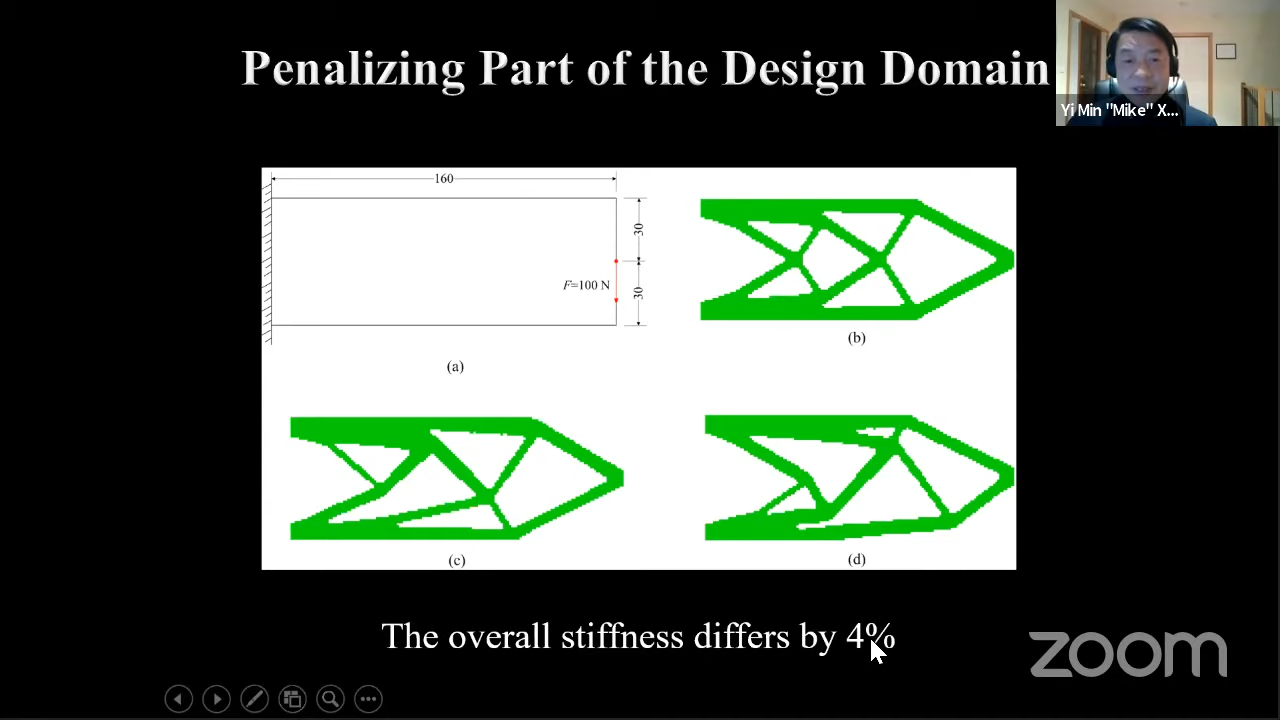 Penalizing Part of the Design Domain
Yi Min "Mike" X...
160
30
F=100 N
30
(a)
(b)
(c)
(d)
The overall stiffness differs by 4%
zoom